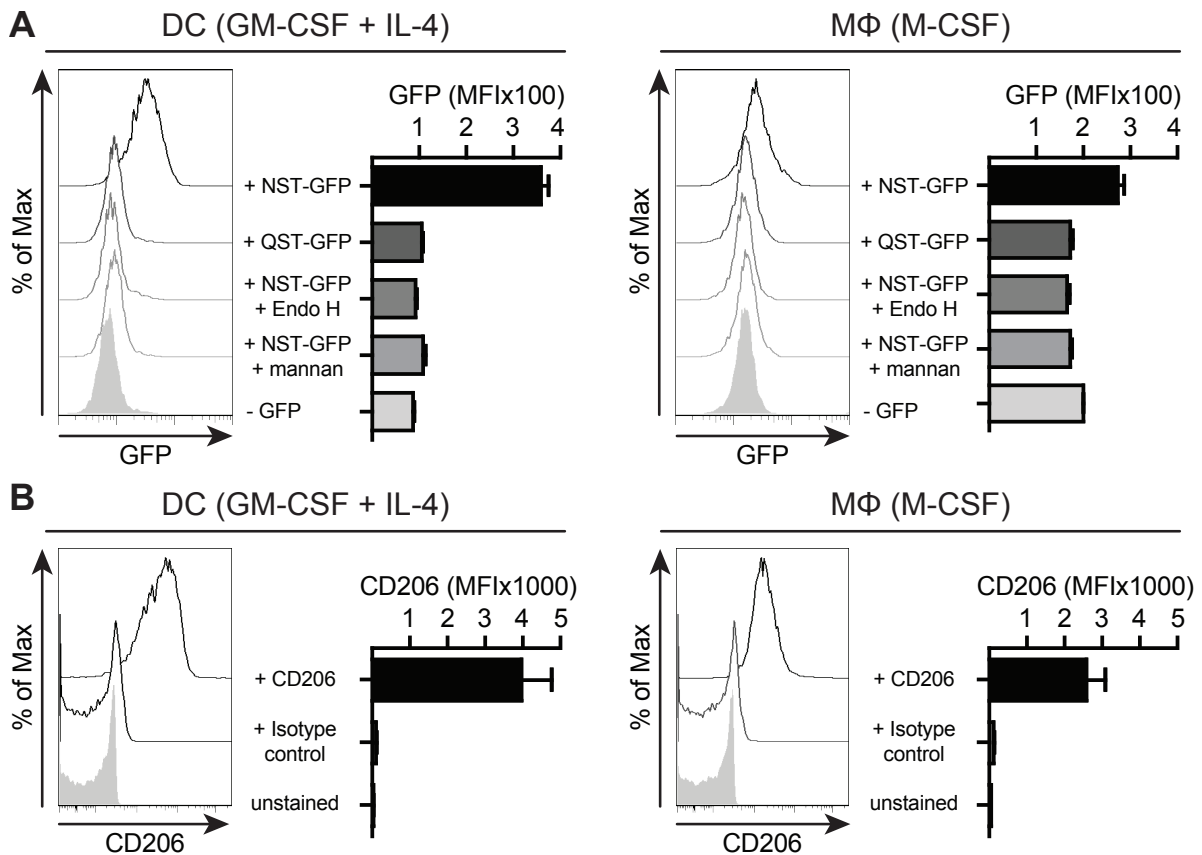 A
DC (GM-CSF + IL-4)
MΦ (M-CSF)
% of Max
GFP
GFP (MFIx100)
1 2 3 4
+ NST-GFP
+ QST-GFP
+ NST-GFP
+ Endo H
+ NST-GFP
+ mannan
- GFP
% of Max
GFP
GFP (MFIx100)
1 2 3 4
+ NST-GFP
+ QST-GFP
+ NST-GFP
+ Endo H
+ NST-GFP
+ mannan
- GFP
B
DC (GM-CSF + IL-4)
MΦ (M-CSF)
% of Max
CD206
CD206 (MFIx1000)
1 2 3 4 5
+ CD206
+ Isotype
control
unstained
% of Max
CD206
CD206 (MFIx1000)
1 2 3 4 5
+ CD206
+ Isotype
control
unstained